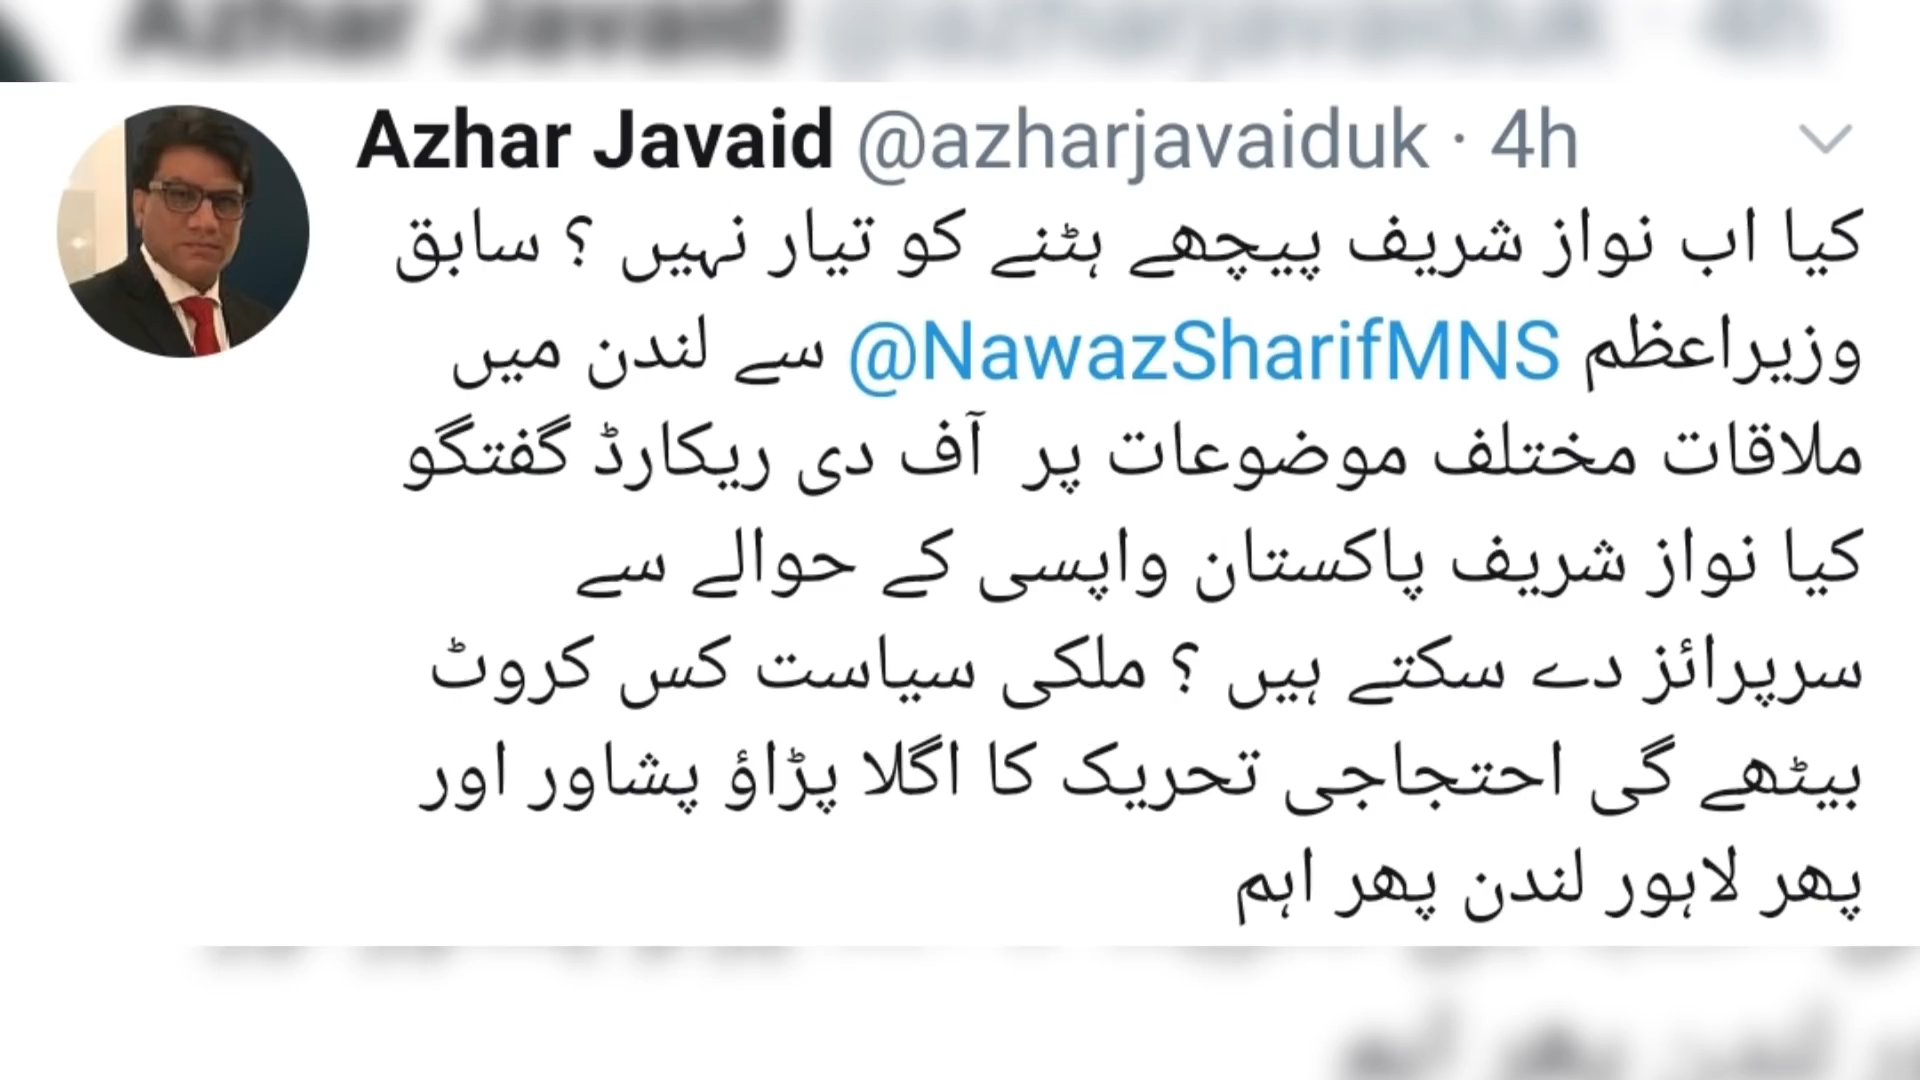 Azhar Javaid @azharjavaiduk · 4h
کیا اب نواز شریف پیچھے ہٹنے کو تیار نہیں ؟ سابق
وزیراعظم @NawazSharifMNS سے لندن میں
ملاقات مختلف موضوعات پر آف دی ریکارڈ گفتگو
کیا نواز شریف پاکستان واپسی کے حوالے سے
سرپرائز دے سکتے ہیں ؟ ملکی سیاست کس کروٹ
بیٹھے گی احتجاجی تحریک کا اگلا پڑاؤ پشاور اور
پھر لاہور لندن پھر اہم